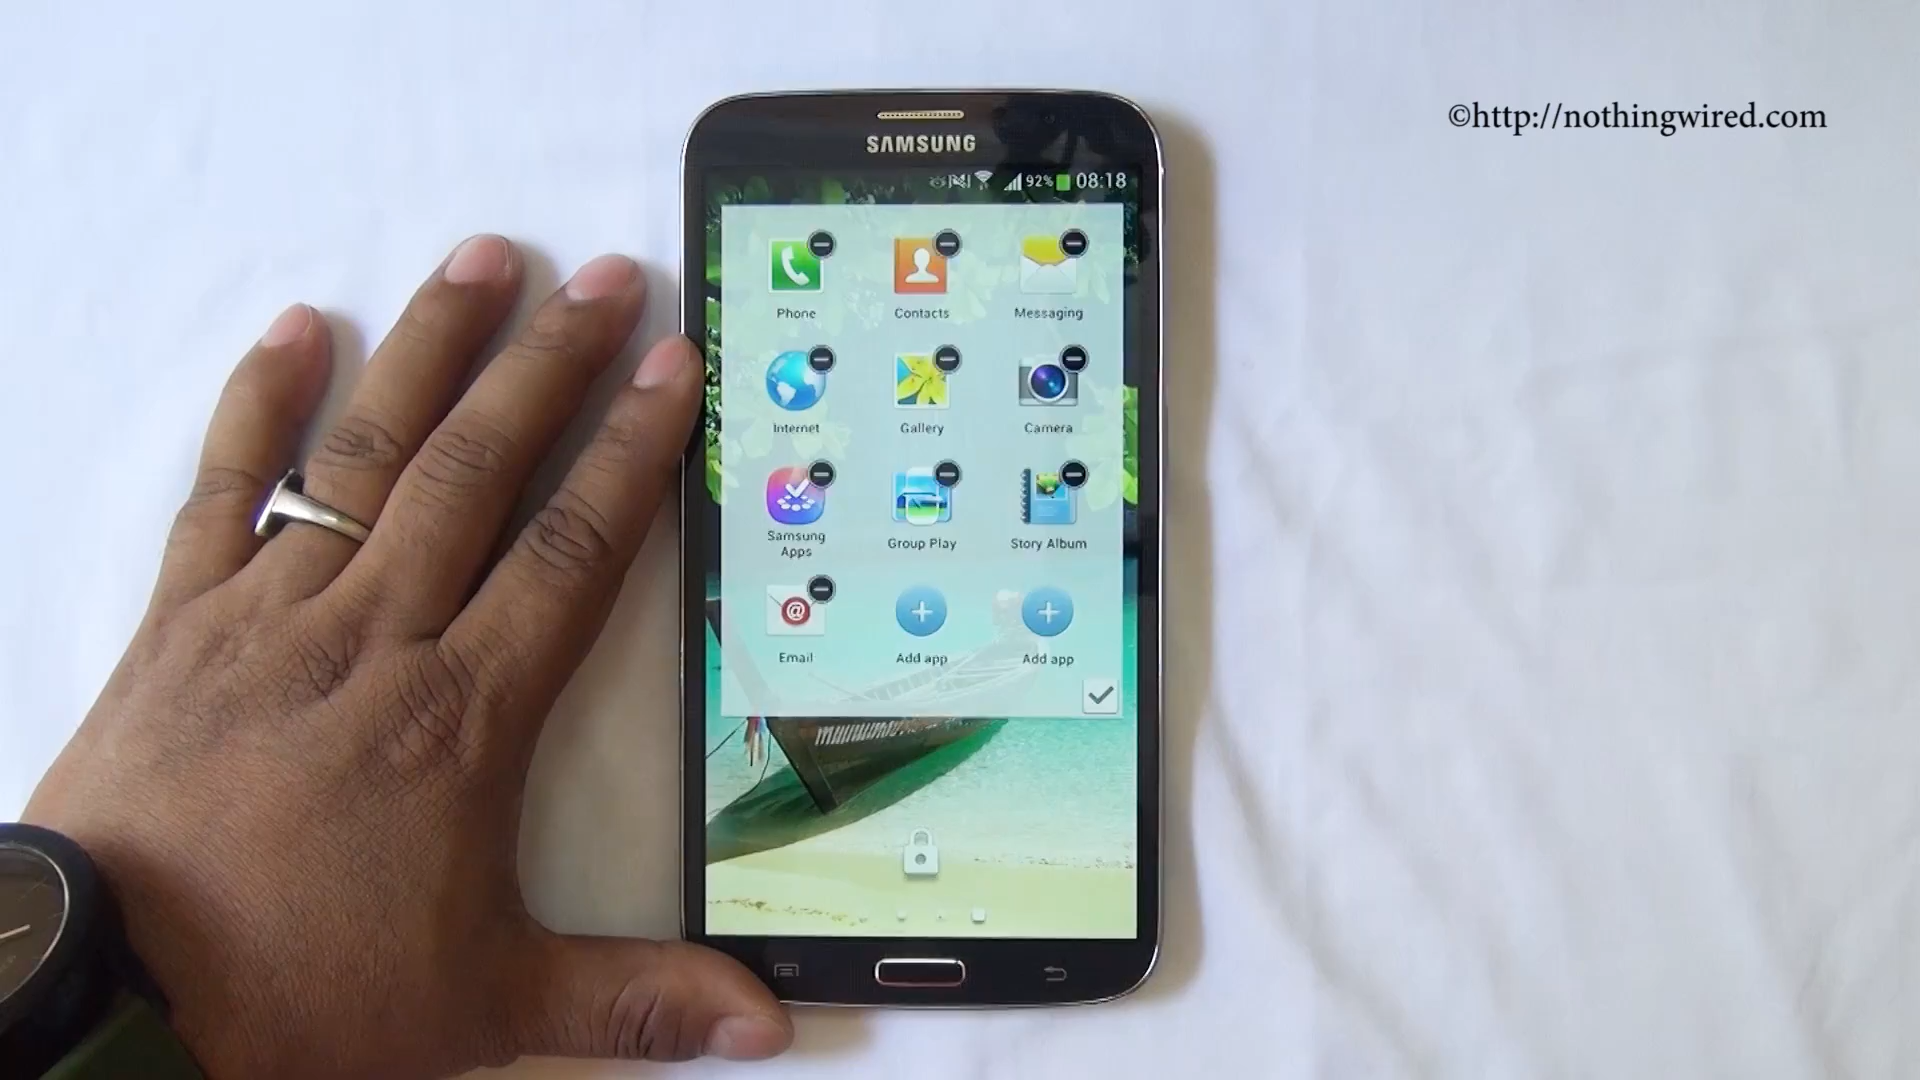 ©http://nothingwired.com
SAMSUNG
92% 08:18
Phone Contacts Messaging
Internet Gallery Camera
Samsung Apps Group Play Story Album
@
Email Add app Add app